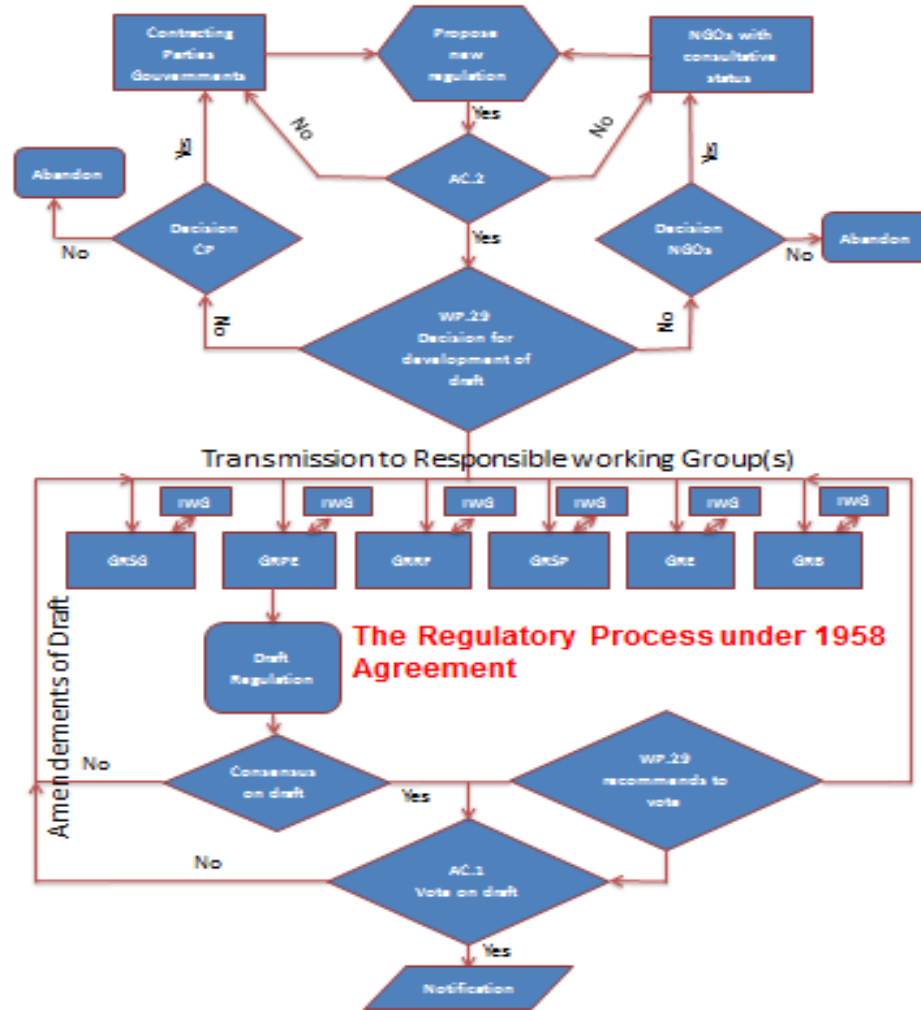 Contracting
Parties
Gouvernments
Propose
new
regulation
NGOs with
consultative
status
Yes
No
No
Yes
Yes
AC.2
Abandon
Decision
CP
Yes
Decision
NGOs
Abandon
No
No
No
No
WP.29
Decision for
development of
draft
Transmission to Responsible working Group(s)
IWG
IWG
IWG
IWG
IWG
IWG
GRSG
GRPE
GRRF
GRSP
GRE
GRB
The Regulatory Process under 1958
Agreement
Draft
Regulation
Amendements of Draft
WP.29
recommends to
vote
No
Consensus
on draft
Yes
No
AC.1
Vote on draft
Yes
Notification